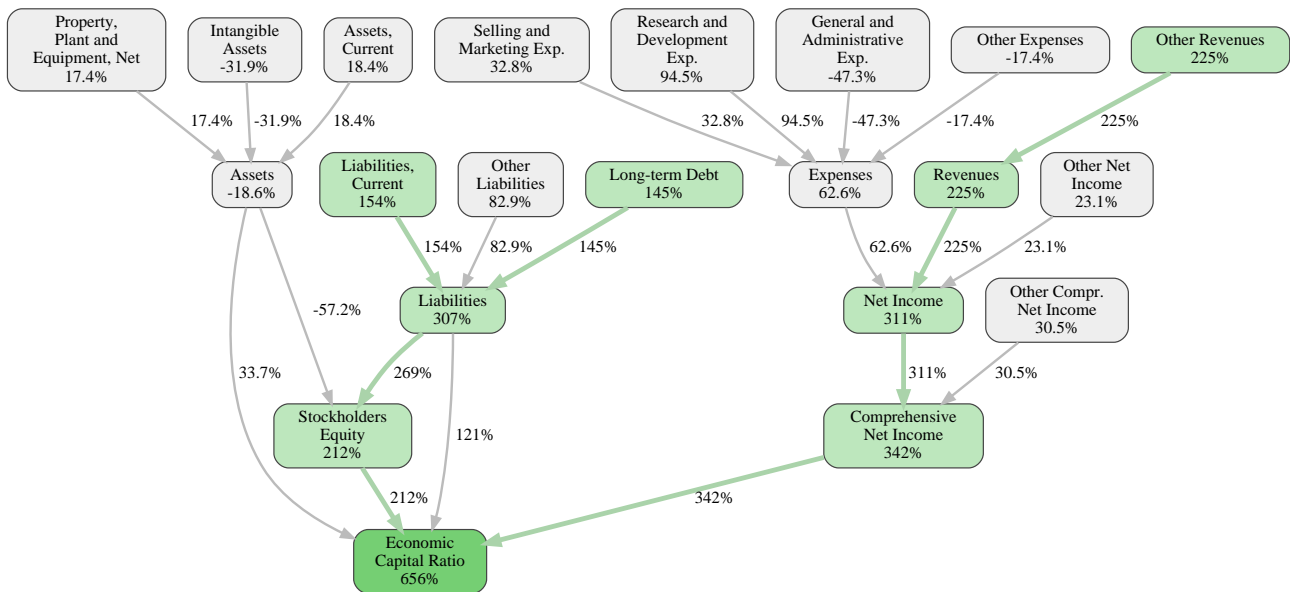 Property,
Plant and
Equipment, Net
17.4%
Intangible
Assets
-31.9%
Assets,
Current
18.4%
Selling and
Marketing Exp.
32.8%
Research and
Development
Exp.
94.5%
General and
Administrative
Exp.
-47.3%
Other Expenses
-17.4%
Other Revenues
225%
17.4%
-31.9%
18.4%
32.8%
94.5%
-47.3%
-17.4%
225%
Assets
-18.6%
Liabilities,
Current
154%
Other
Liabilities
82.9%
Long-term Debt
145%
Expenses
62.6%
Revenues
225%
Other Net
Income
23.1%
154%
82.9%
145%
62.6%
225%
23.1%
-57.2%
Liabilities
307%
Net Income
311%
Other Compr.
Net Income
30.5%
33.7%
269%
311%
30.5%
Stockholders
Equity
212%
121%
Comprehensive
Net Income
342%
212%
342%
Economic
Capital Ratio
656%